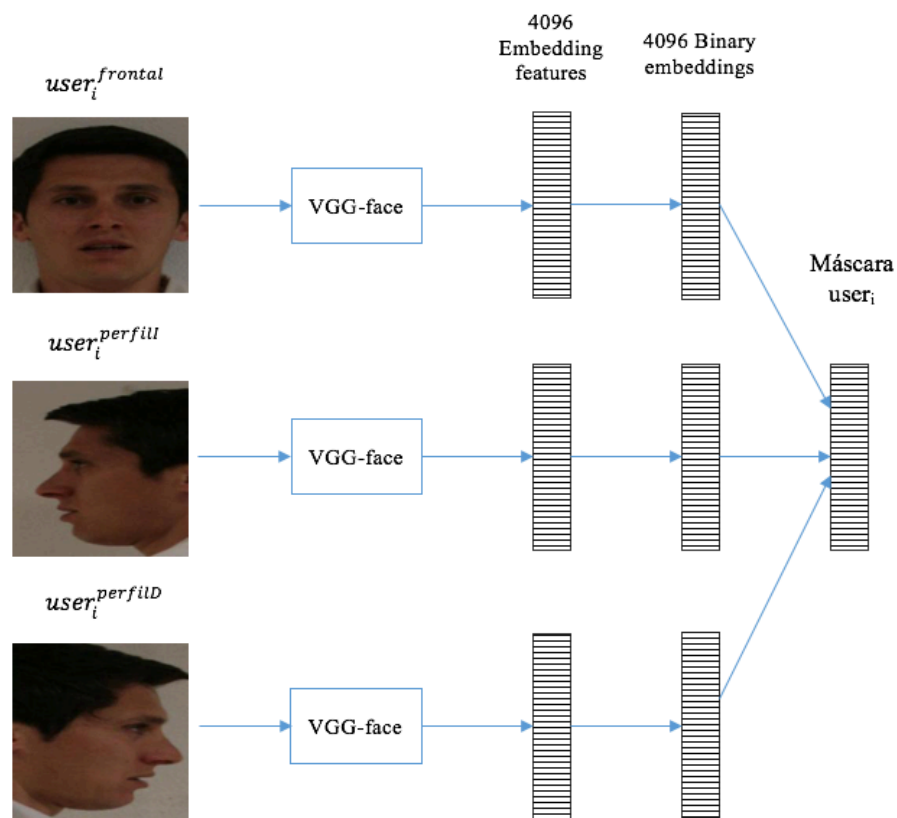 4096
Embedding
features
4096 Binary
embeddings
user_i^frontal
VGG-face
Máscara
user_i
user_i^perfilI
VGG-face
user_i^perfilD
VGG-face